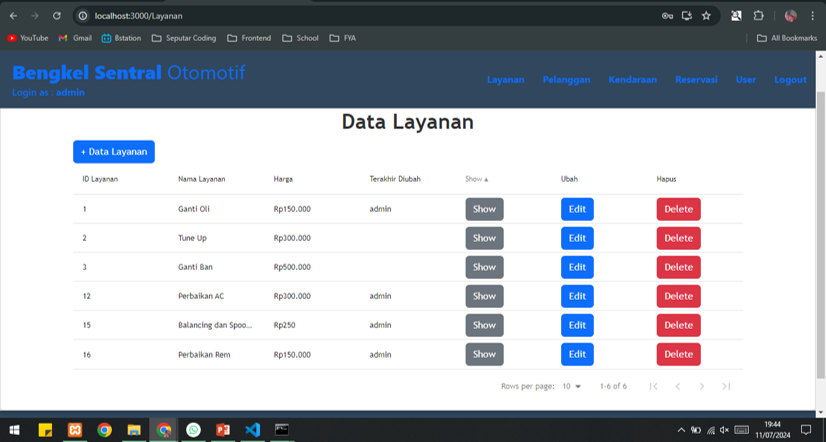 localhost:3000/Layanan
YouTube Gmail Bstation Seputar Coding Frontend School FYA All Bookmarks
Bengkel Sentral Otomotif
Login as : admin
Layanan Pelanggan Kendaraan Reservasi User Logout
Data Layanan
+ Data Layanan
ID Layanan Nama Layanan Harga Terakhir Diubah Show ▲ Ubah Hapus
1 Ganti Oli Rp150.000 admin Show Edit Delete
2 Tune Up Rp300.000 Show Edit Delete
3 Ganti Ban Rp500.000 Show Edit Delete
12 Perbaikan AC Rp300.000 admin Show Edit Delete
15 Balancing dan Spoo... Rp250 admin Show Edit Delete
16 Perbaikan Rem Rp150.000 admin Show Edit Delete
Rows per page: 10 1-6 of 6
19:44
11/07/2024